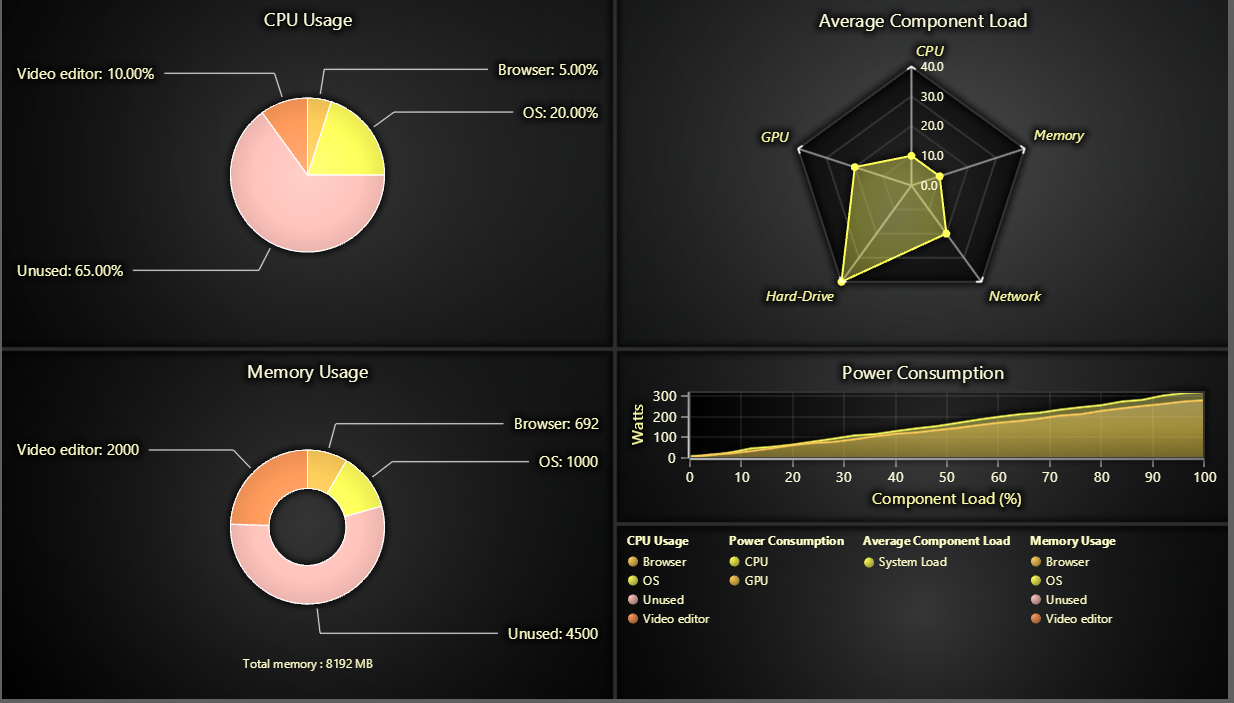 CPU Usage
Video editor: 10.00%
Browser: 5.00%
OS: 20.00%
Unused: 65.00%
Average Component Load
CPU
40.0
30.0
20.0
10.0
0.0
GPU
Memory
Hard-Drive
Network
Memory Usage
Browser: 692
Video editor: 2000
OS: 1000
Unused: 4500
Total memory : 8192 MB
Power Consumption
Watts
300
200
100
0
0 10 20 30 40 50 60 70 80 90 100
Component Load (%)
CPU Usage Power Consumption Average Component Load Memory Usage
Browser CPU System Load Browser
OS GPU OS
Unused Unused
Video editor Video editor